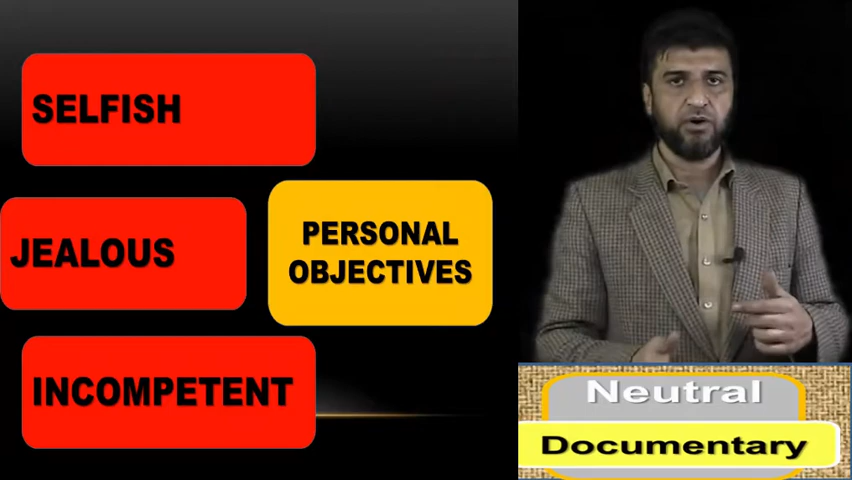 SELFISH
JEALOUS
PERSONAL
OBJECTIVES
INCOMPETENT
Neutral
Documentary